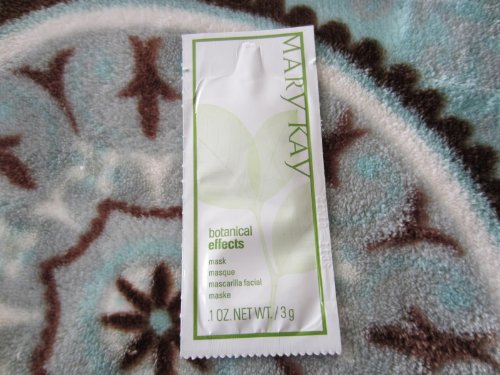 MARY KAY
botanical
effects
mask
masque
mascarilla facial
maske
.1 OZ. NET WT. / 3 g